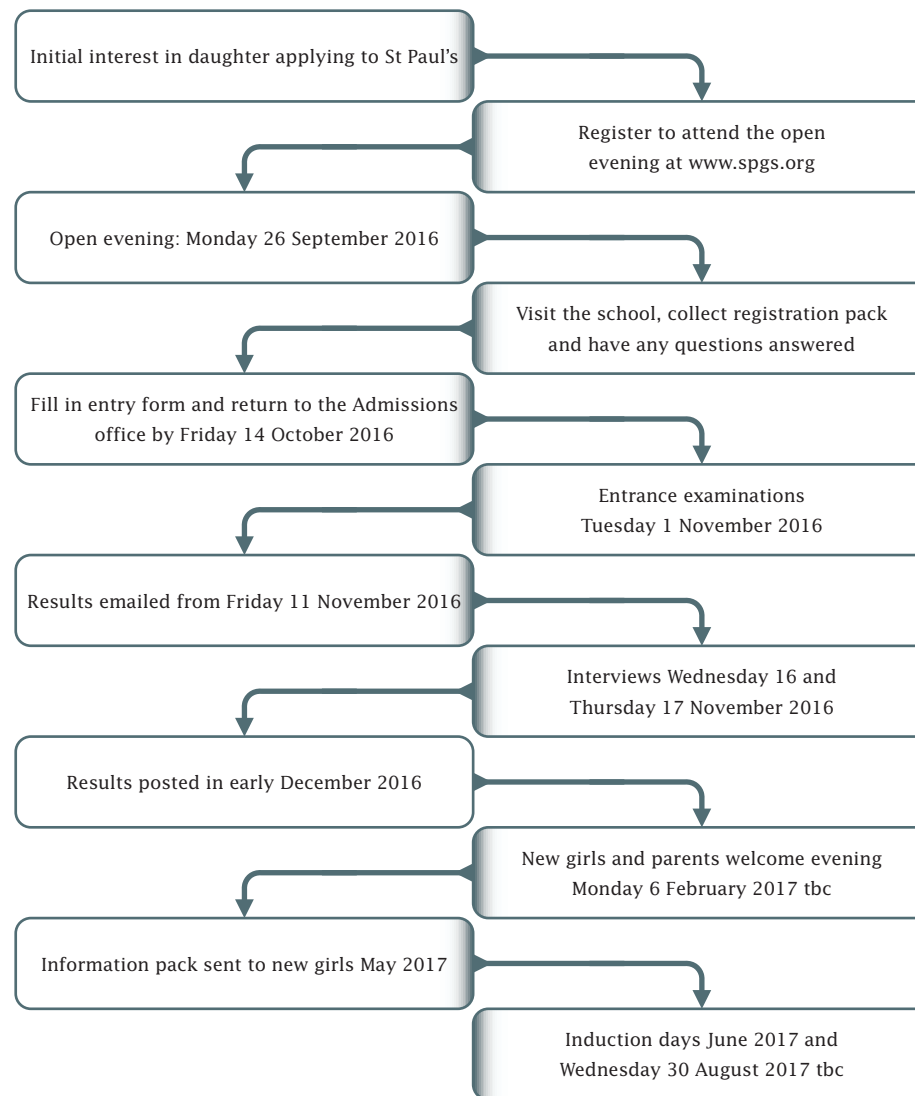 Initial interest in daughter applying to St Paul’s
Register to attend the open
evening at www.spgs.org
Open evening: Monday 26 September 2016
Visit the school, collect registration pack
and have any questions answered
Fill in entry form and return to the Admissions
office by Friday 14 October 2016
Entrance examinations
Tuesday 1 November 2016
Results emailed from Friday 11 November 2016
Interviews Wednesday 16 and
Thursday 17 November 2016
Results posted in early December 2016
New girls and parents welcome evening
Monday 6 February 2017 tbc
Information pack sent to new girls May 2017
Induction days June 2017 and
Wednesday 30 August 2017 tbc